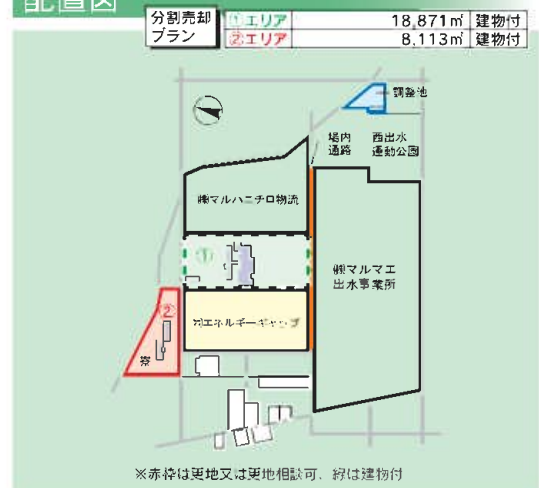 配置図
分割売却 ①エリア 18,871㎡ 建物付
プラン ②エリア 8,113㎡ 建物付
調整池
場内 西出水
通路 運動公園
㈱マルハニチロ物流
①
㈱マルマエ
出水事業所
②
㈲エネルギーギャップ
寮
※赤枠は更地又は更地相談可、緑は建物付